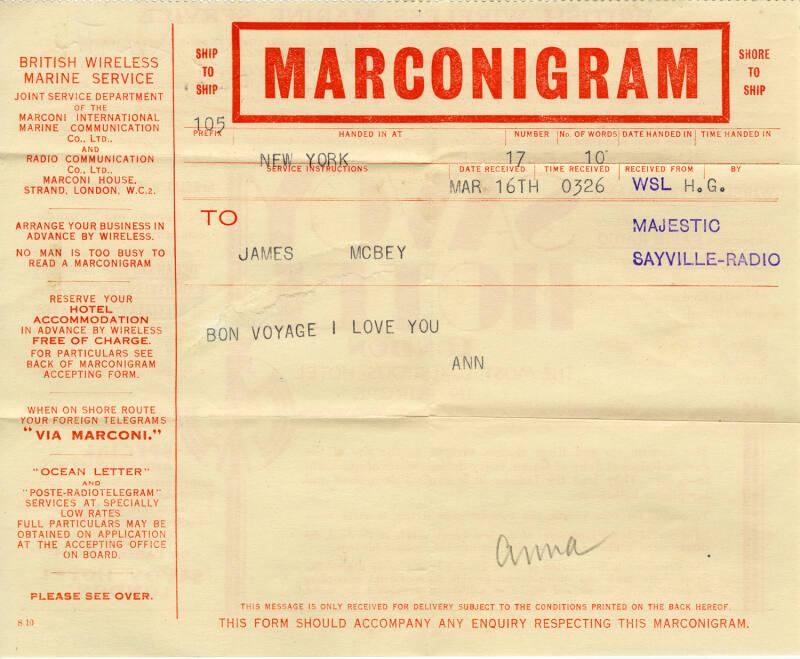 BRITISH WIRELESS
MARINE SERVICE
JOINT SERVICE DEPARTMENT
OF THE
MARCONI INTERNATIONAL
MARINE COMMUNICATION
CO., LTD.,
AND
RADIO COMMUNICATION
CO., LTD.,
MARCONI HOUSE,
STRAND, LONDON, W.C.2.
ARRANGE YOUR BUSINESS IN
ADVANCE BY WIRELESS.
NO MAN IS TOO BUSY TO
READ A MARCONIGRAM
RESERVE YOUR
HOTEL
ACCOMMODATION
IN ADVANCE BY WIRELESS
FREE OF CHARGE.
FOR PARTICULARS SEE
BACK OF MARCONIGRAM
ACCEPTING FORM.
WHEN ON SHORE ROUTE
YOUR FOREIGN TELEGRAMS
"VIA MARCONI."
"OCEAN LETTER"
AND
"POSTE-RADIOTELEGRAM"
SERVICES AT SPECIALLY
LOW RATES.
FULL PARTICULARS MAY BE
OBTAINED ON APPLICATION
AT THE ACCEPTING OFFICE
ON BOARD.
PLEASE SEE OVER.
S.10
SHIP
TO
SHIP
MARCONIGRAM
SHORE
TO
SHIP
105
PREFIX HANDED IN AT NUMBER No. OF WORDS DATE HANDED IN TIME HANDED IN
NEW YORK 17 10
SERVICE INSTRUCTIONS DATE RECEIVED TIME RECEIVED RECEIVED FROM BY
MAR 16TH 0326 WSL H.G.
TO
MAJESTIC
JAMES MCBEY
SAYVILLE-RADIO
BON VOYAGE I LOVE YOU
ANN
anna
THIS MESSAGE IS ONLY RECEIVED FOR DELIVERY SUBJECT TO THE CONDITIONS PRINTED ON THE BACK HEREOF.
THIS FORM SHOULD ACCOMPANY ANY ENQUIRY RESPECTING THIS MARCONIGRAM.